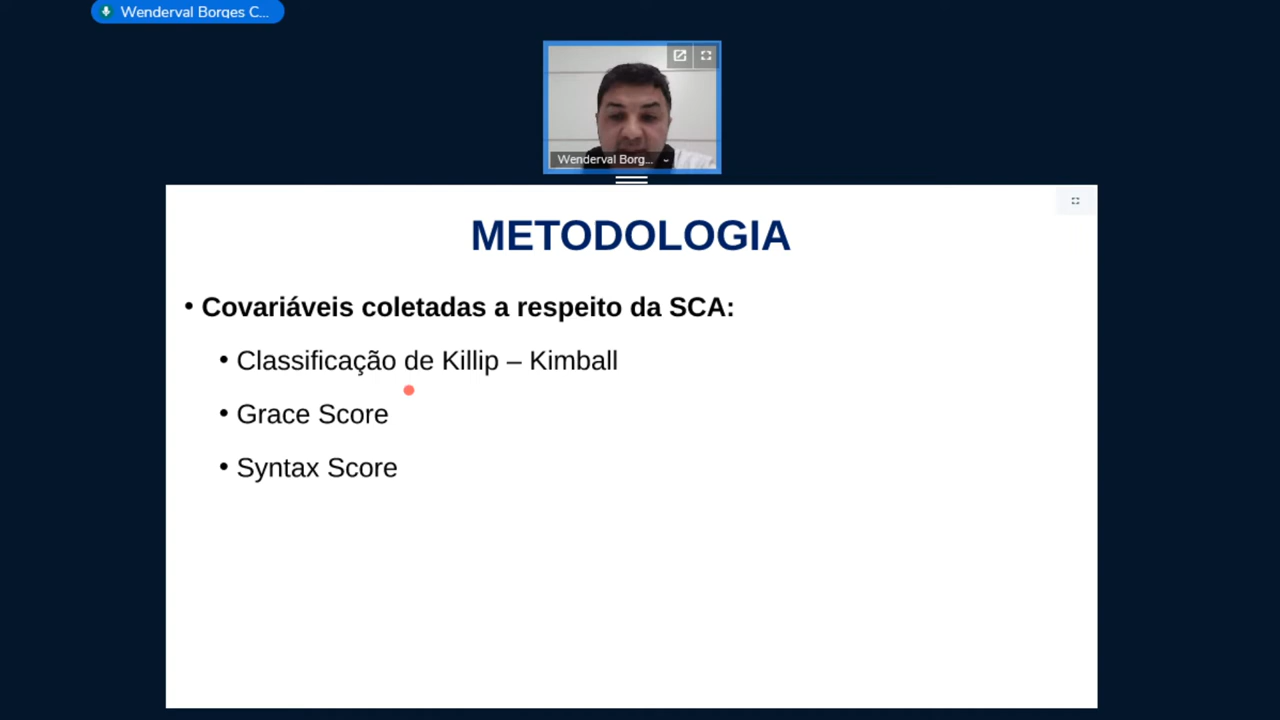 Wenderval Borges C...
Wenderval Borg...
METODOLOGIA
• Covariáveis coletadas a respeito da SCA:
• Classificação de Killip – Kimball
• Grace Score
• Syntax Score